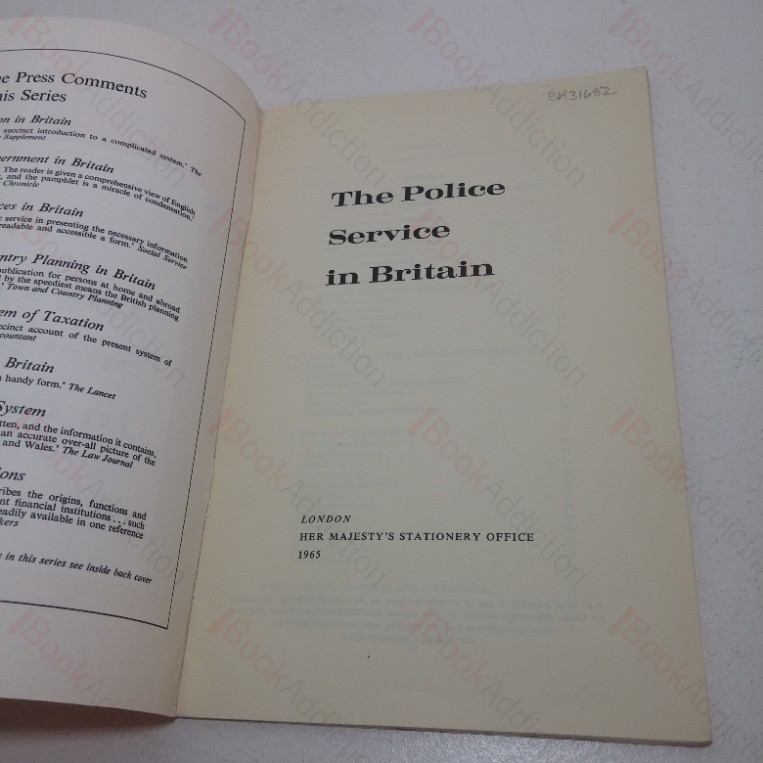 e Press Comments
his Series
on in Britain
succinct introduction to a complicated system.' The
Supplement
ernment in Britain
The reader is given a comprehensive view of English
, and the pamphlet is a miracle of condensation.'
Chronicle
ces in Britain
service in presenting the necessary information
readable and accessible a form.' Social Service
ntry Planning in Britain
publication for persons at home and abroad
by the speediest means the British planning
.' Town and Country Planning
em of Taxation
ccinct account of the present system of
countant
Britain
handy form.' The Lancet
System
tten, and the information it contains,
an accurate over-all picture of the
and Wales.' The Law Journal
ions
ribes the origins, functions and
nt financial institutions . . . such
eadily available in one reference
kers
in this series see inside back cover
The Police
Service
in Britain
LONDON
HER MAJESTY'S STATIONERY OFFICE
1965
BookAddiction